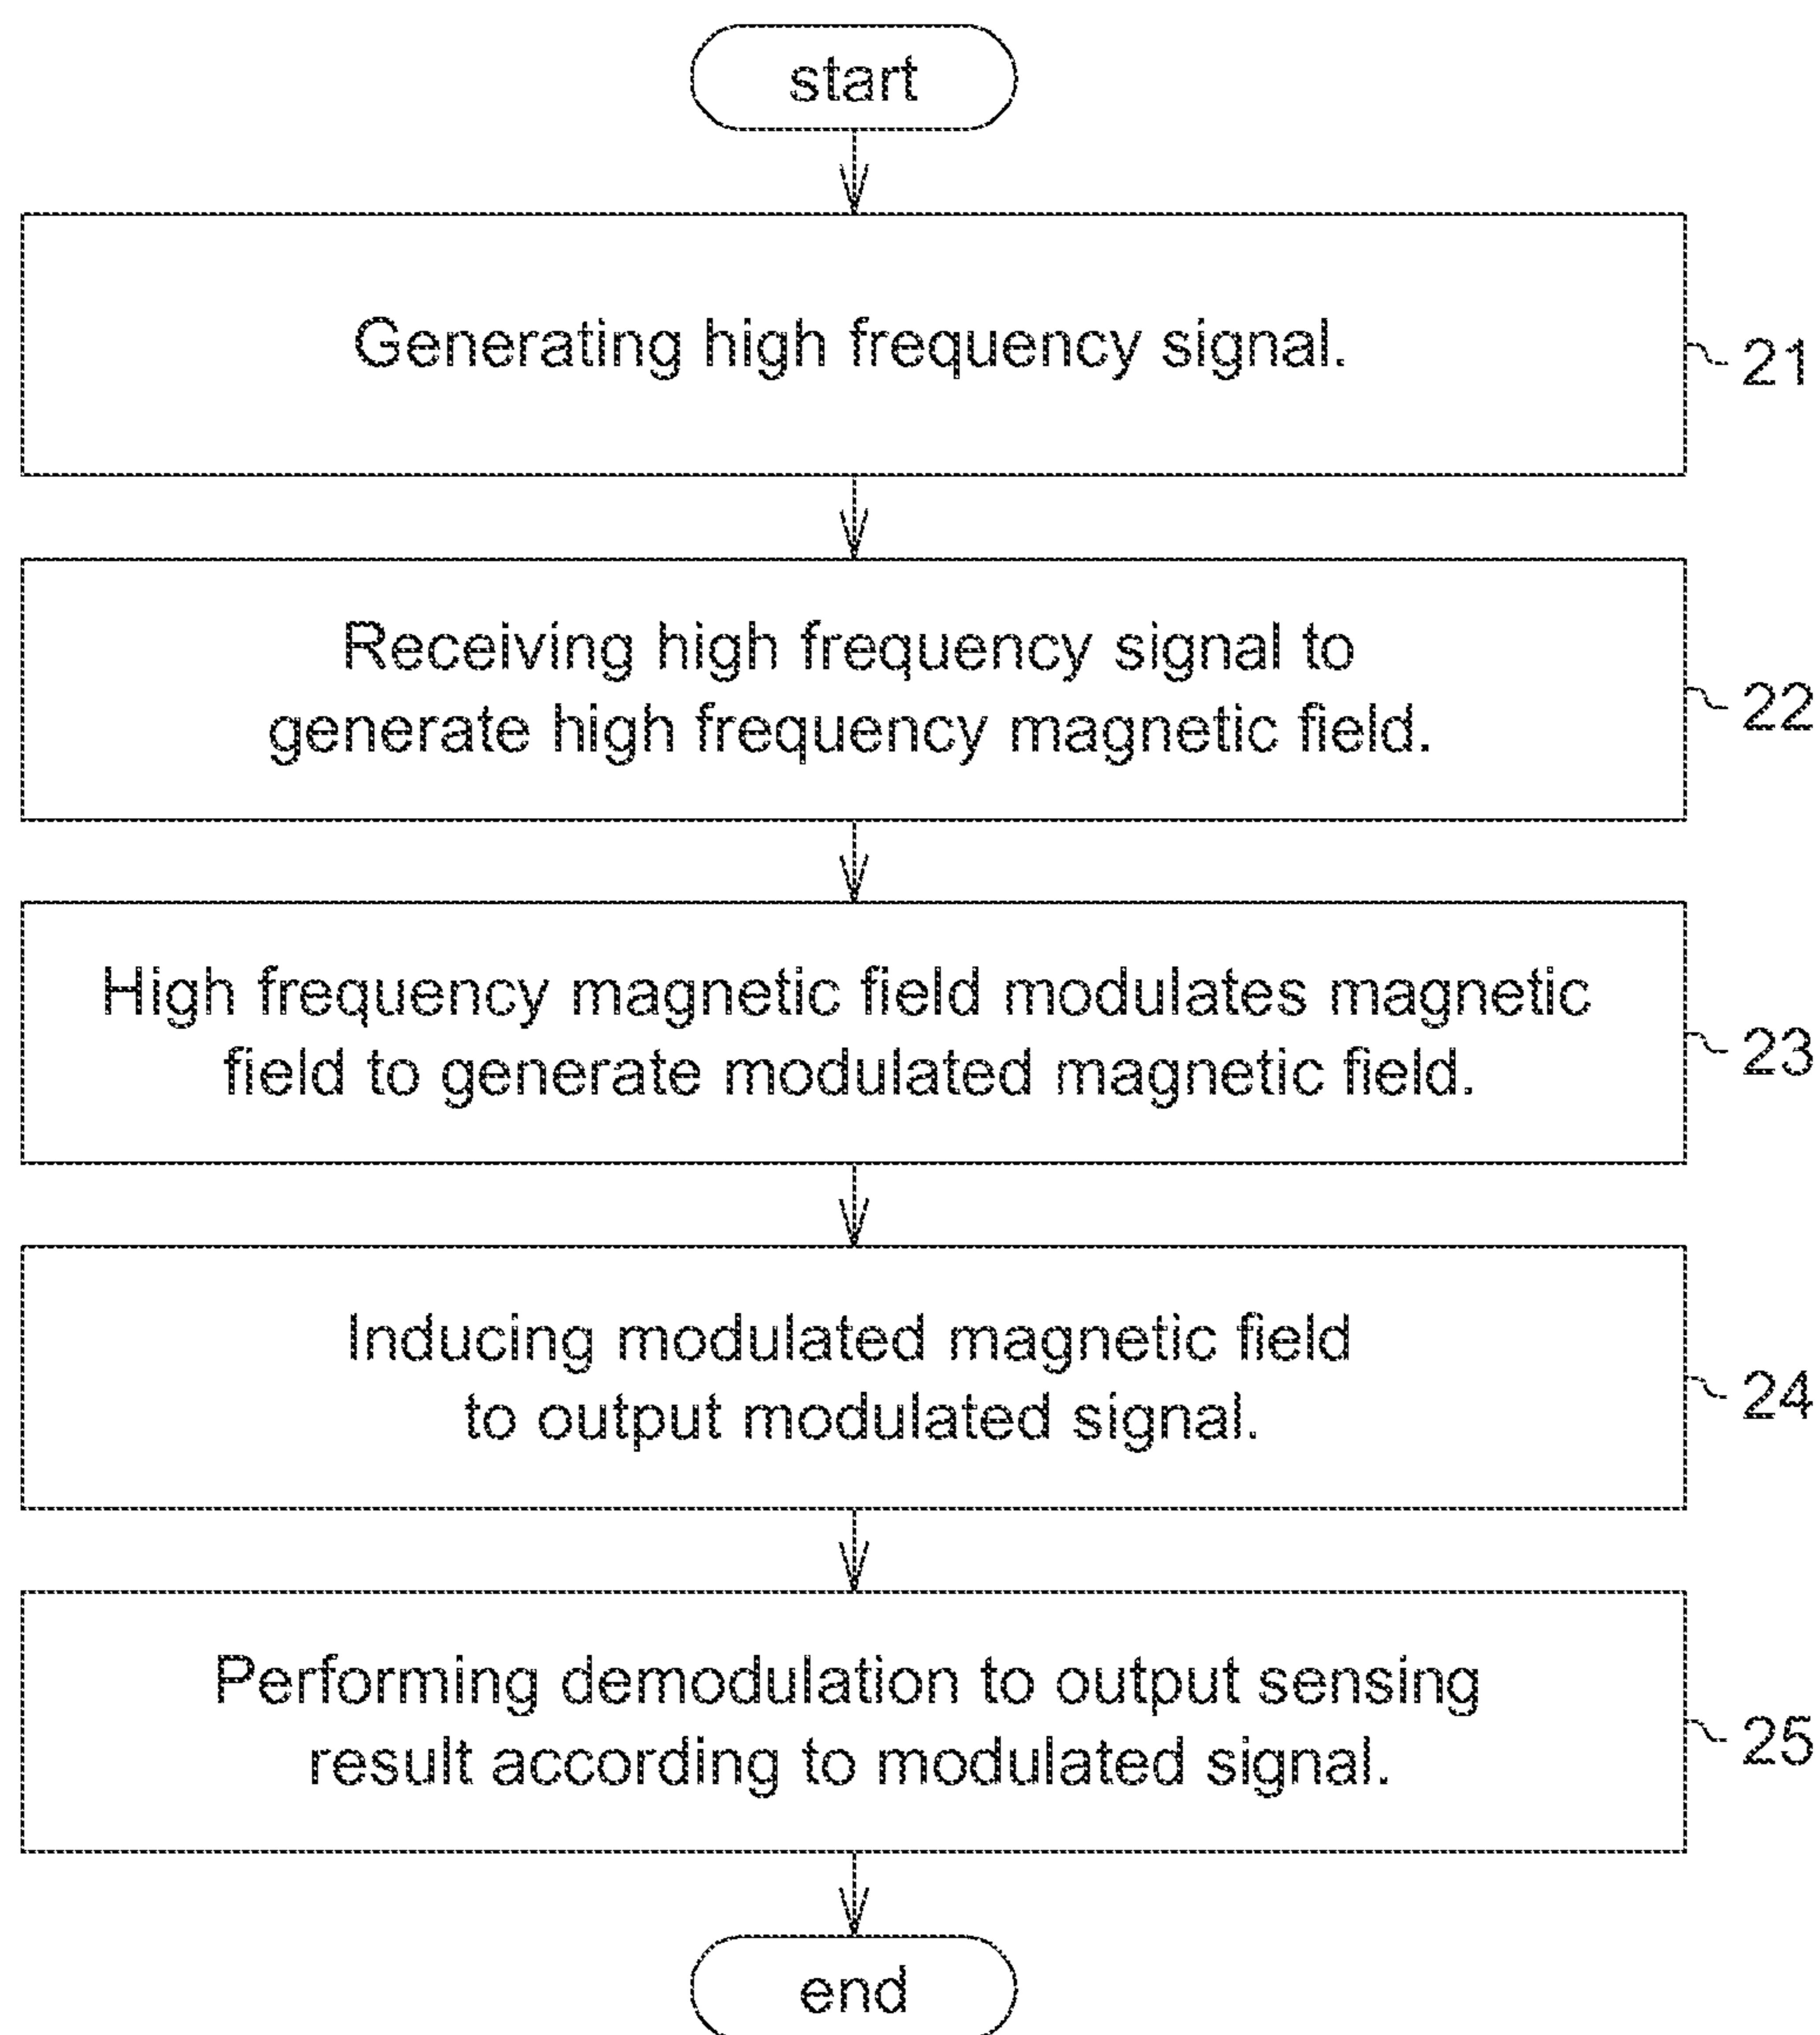 start
Generating high frequency signal.
21
Receiving high frequency signal to
generate high frequency magnetic field.
22
High frequency magnetic field modulates magnetic
field to generate modulated magnetic field.
23
Inducing modulated magnetic field
to output modulated signal.
24
Performing demodulation to output sensing
result according to modulated signal.
25
end